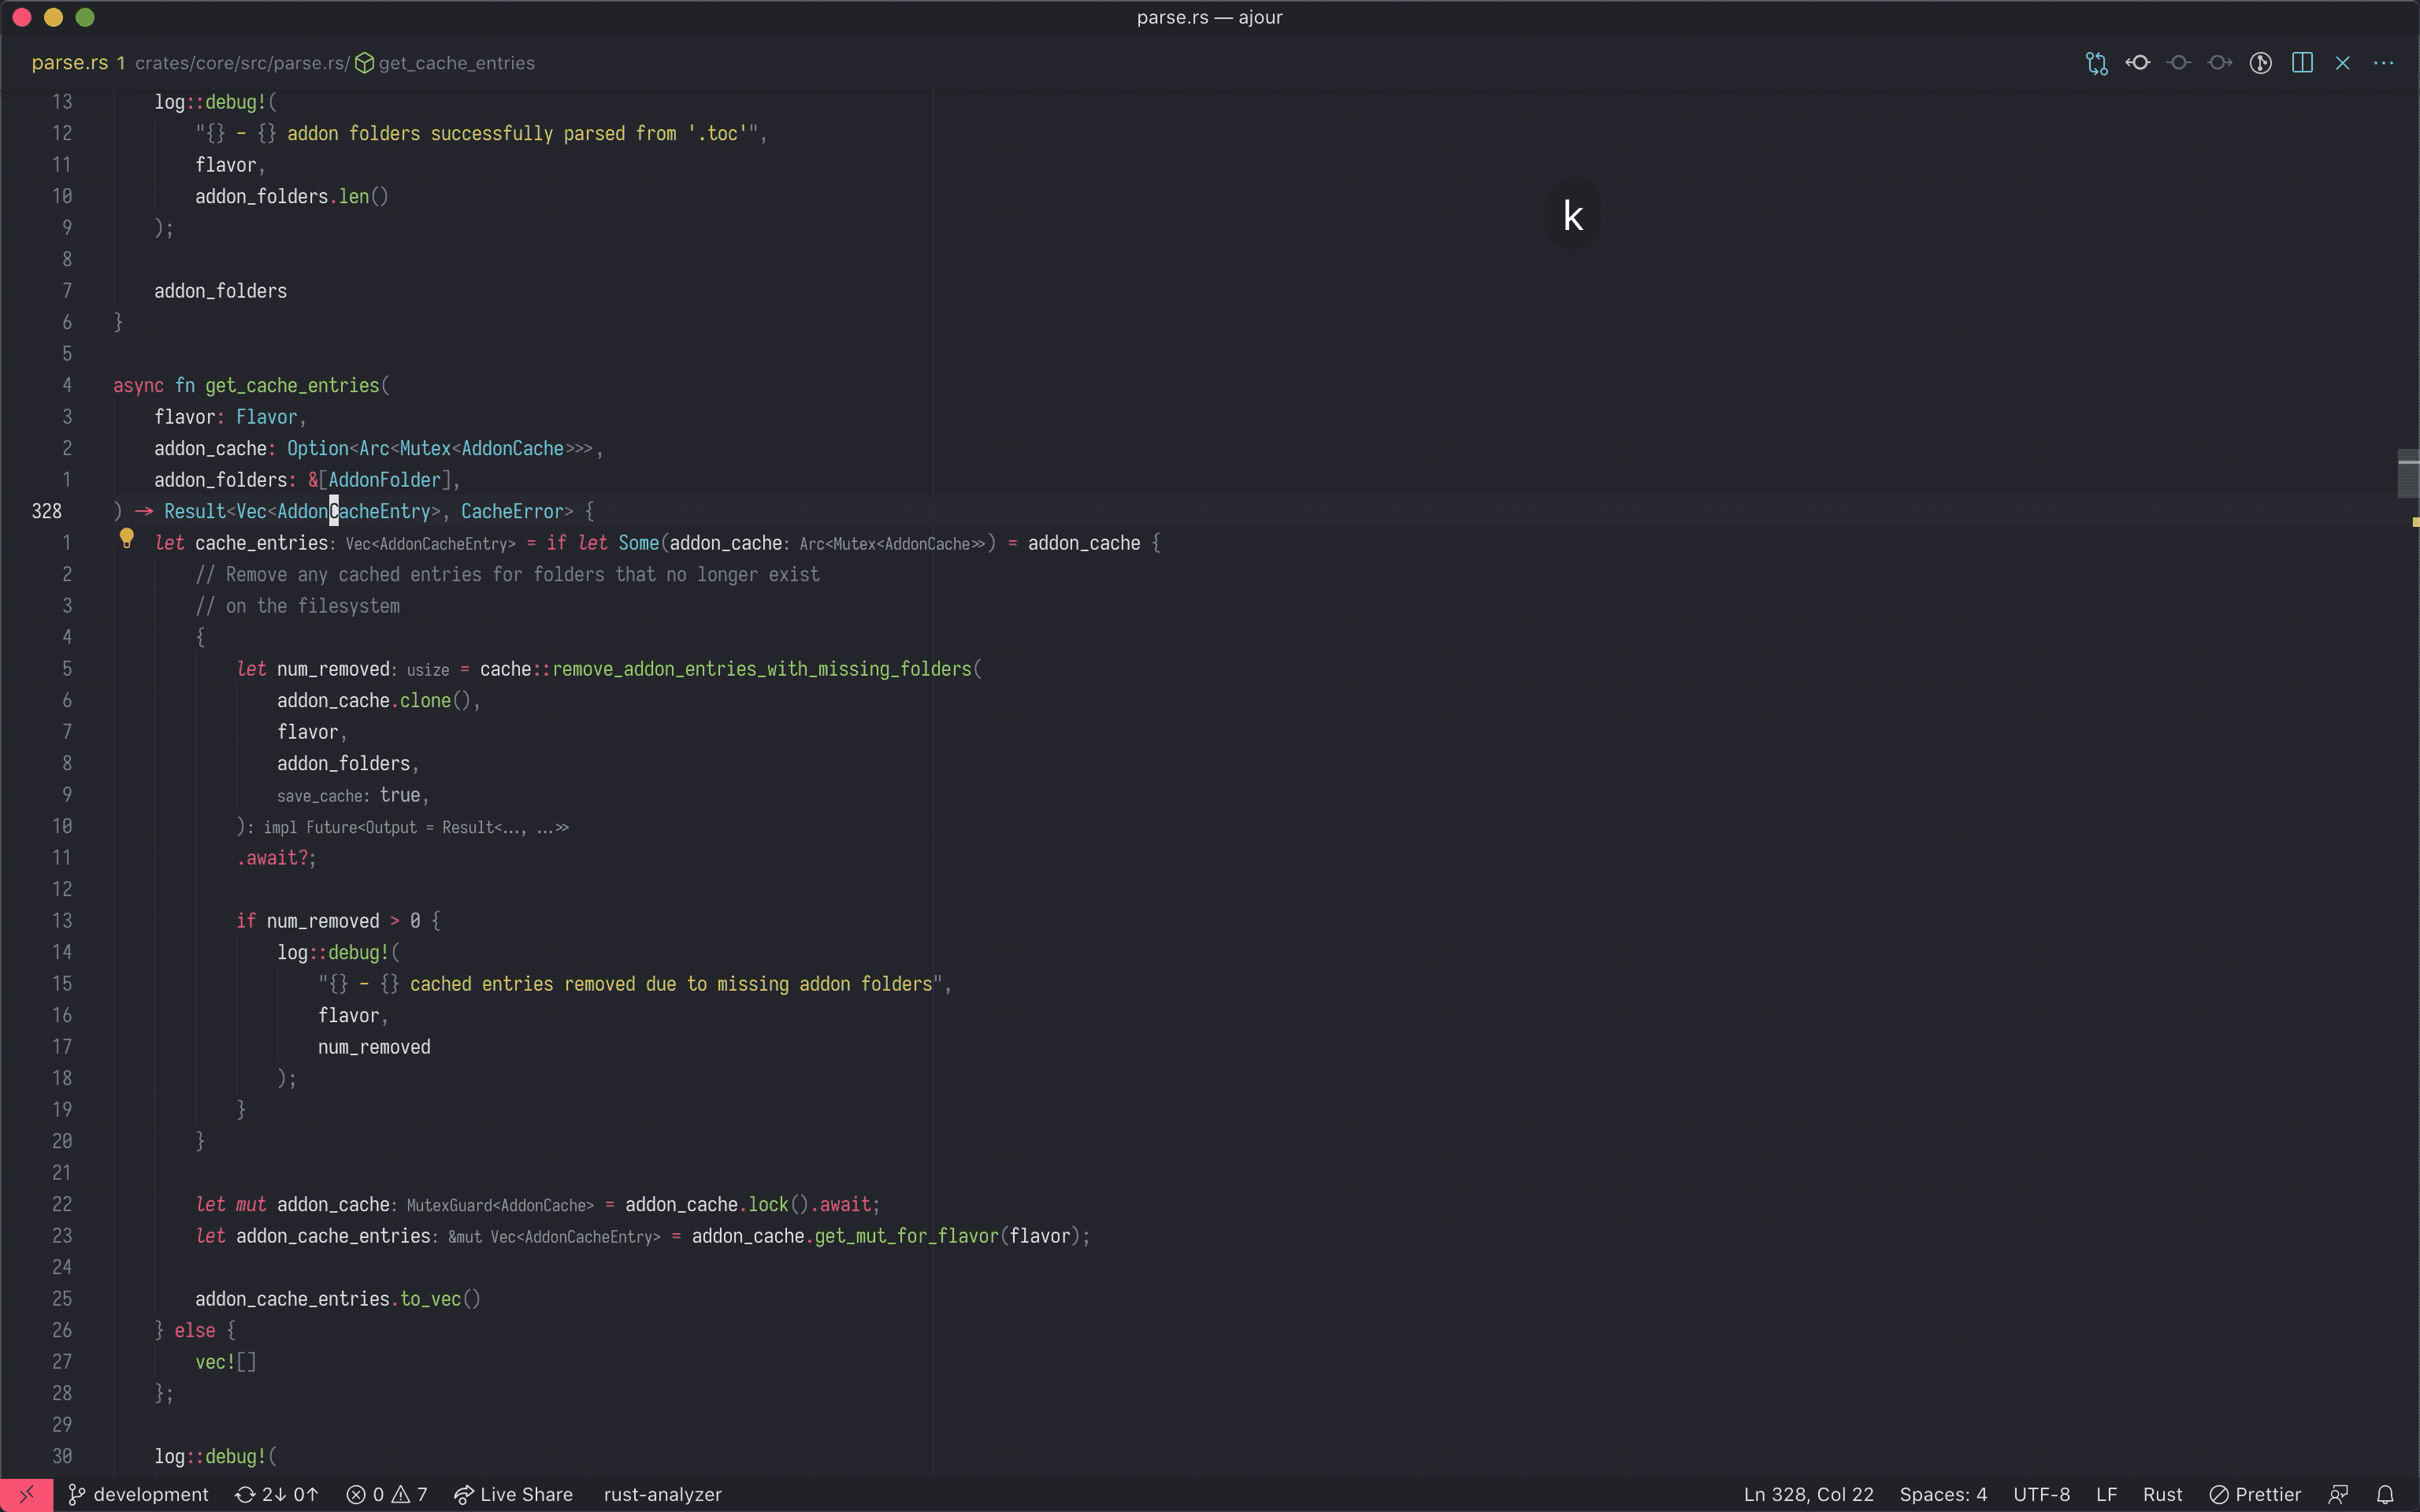 parse.rs — ajour
parse.rs 1 crates/core/src/parse.rs/ get_cache_entries
13 log::debug!(
12 "{} - {} addon folders successfully parsed from '.toc'",
11 flavor,
10 addon_folders.len()
9 );
8
7 addon_folders
6 }
5
4 async fn get_cache_entries(
3 flavor: Flavor,
2 addon_cache: Option<Arc<Mutex<AddonCache>>>,
1 addon_folders: &[AddonFolder],
328 ) → Result<Vec<AddonCacheEntry>, CacheError> {
1 let cache_entries: Vec<AddonCacheEntry> = if let Some(addon_cache: Arc<Mutex<AddonCache>>) = addon_cache {
2 // Remove any cached entries for folders that no longer exist
3 // on the filesystem
4 {
5 let num_removed: usize = cache::remove_addon_entries_with_missing_folders(
6 addon_cache.clone(),
7 flavor,
8 addon_folders,
9 save_cache: true,
10 ): impl Future<Output = Result<..., ...>>
11 .await?;
12
13 if num_removed > 0 {
14 log::debug!(
15 "{} - {} cached entries removed due to missing addon folders",
16 flavor,
17 num_removed
18 );
19 }
20 }
21
22 let mut addon_cache: MutexGuard<AddonCache> = addon_cache.lock().await;
23 let addon_cache_entries: &mut Vec<AddonCacheEntry> = addon_cache.get_mut_for_flavor(flavor);
24
25 addon_cache_entries.to_vec()
26 } else {
27 vec![]
28 };
29
30 log::debug!(
k
development 2↓ 0↑ 0 7 Live Share rust-analyzer Ln 328, Col 22 Spaces: 4 UTF-8 LF Rust Prettier